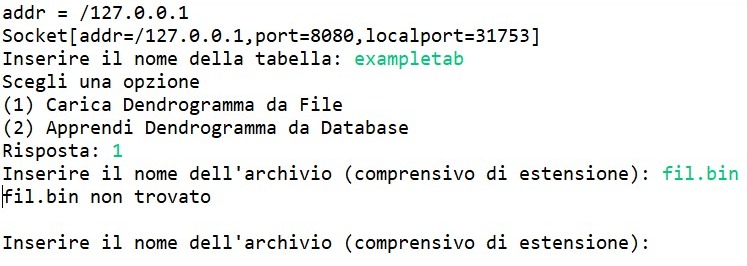 addr = /127.0.0.1
Socket[addr=/127.0.0.1,port=8080,localport=31753]
Inserire il nome della tabella: exampletab
Scegli una opzione
(1) Carica Dendrogramma da File
(2) Apprendi Dendrogramma da Database
Risposta: 1
Inserire il nome dell'archivio (comprensivo di estensione): fil.bin
fil.bin non trovato
Inserire il nome dell'archivio (comprensivo di estensione):